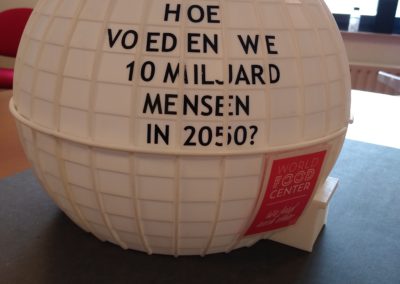 HOE
VOEDEN WE
10 MILJARD
MENSEN
IN 2050?
WORLD
FOOD
CENTER